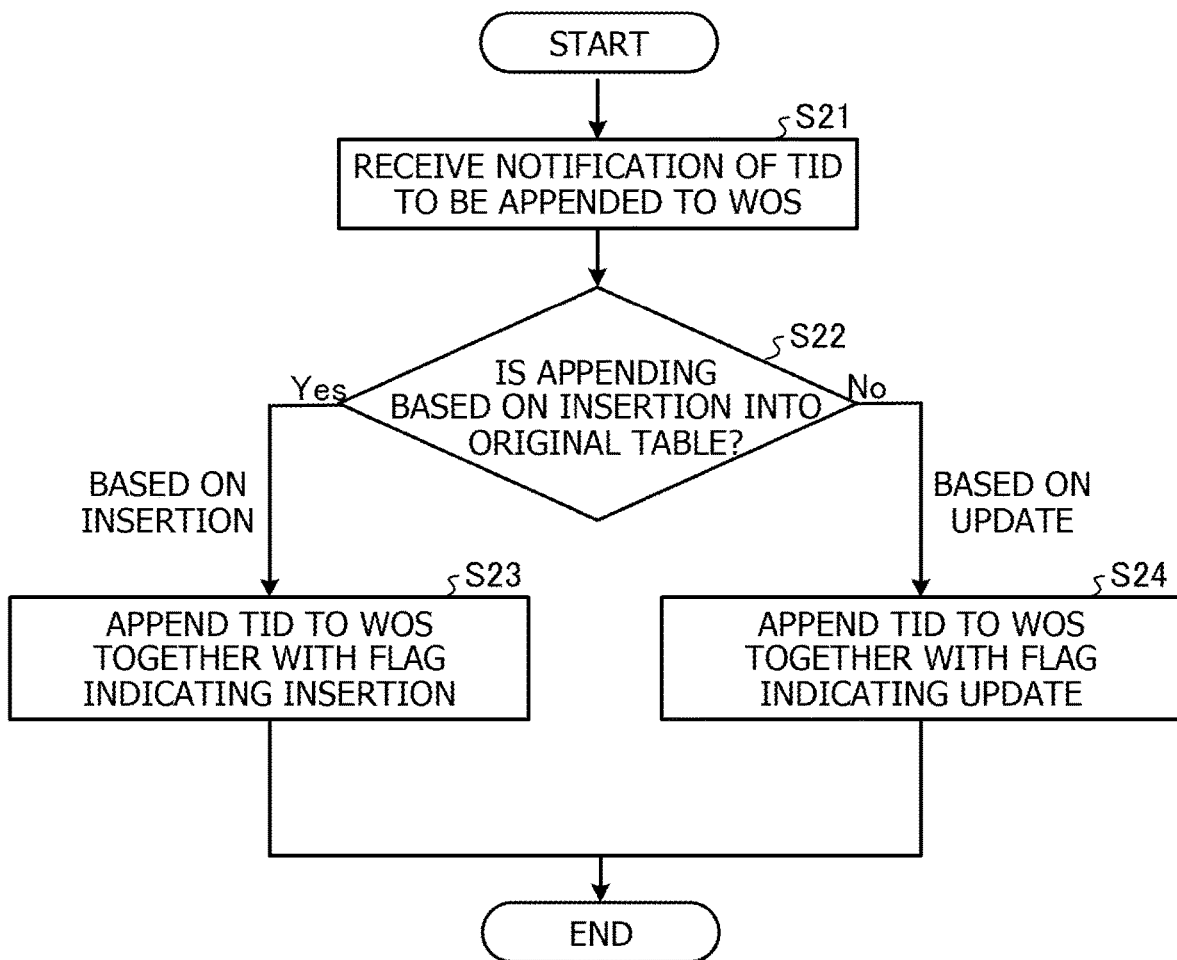 START
S21
RECEIVE NOTIFICATION OF TID
TO BE APPENDED TO WOS
S22
IS APPENDING
BASED ON INSERTION INTO
ORIGINAL TABLE?
Yes
No
BASED ON
INSERTION
BASED ON
UPDATE
S23
APPEND TID TO WOS
TOGETHER WITH FLAG
INDICATING INSERTION
S24
APPEND TID TO WOS
TOGETHER WITH FLAG
INDICATING UPDATE
END